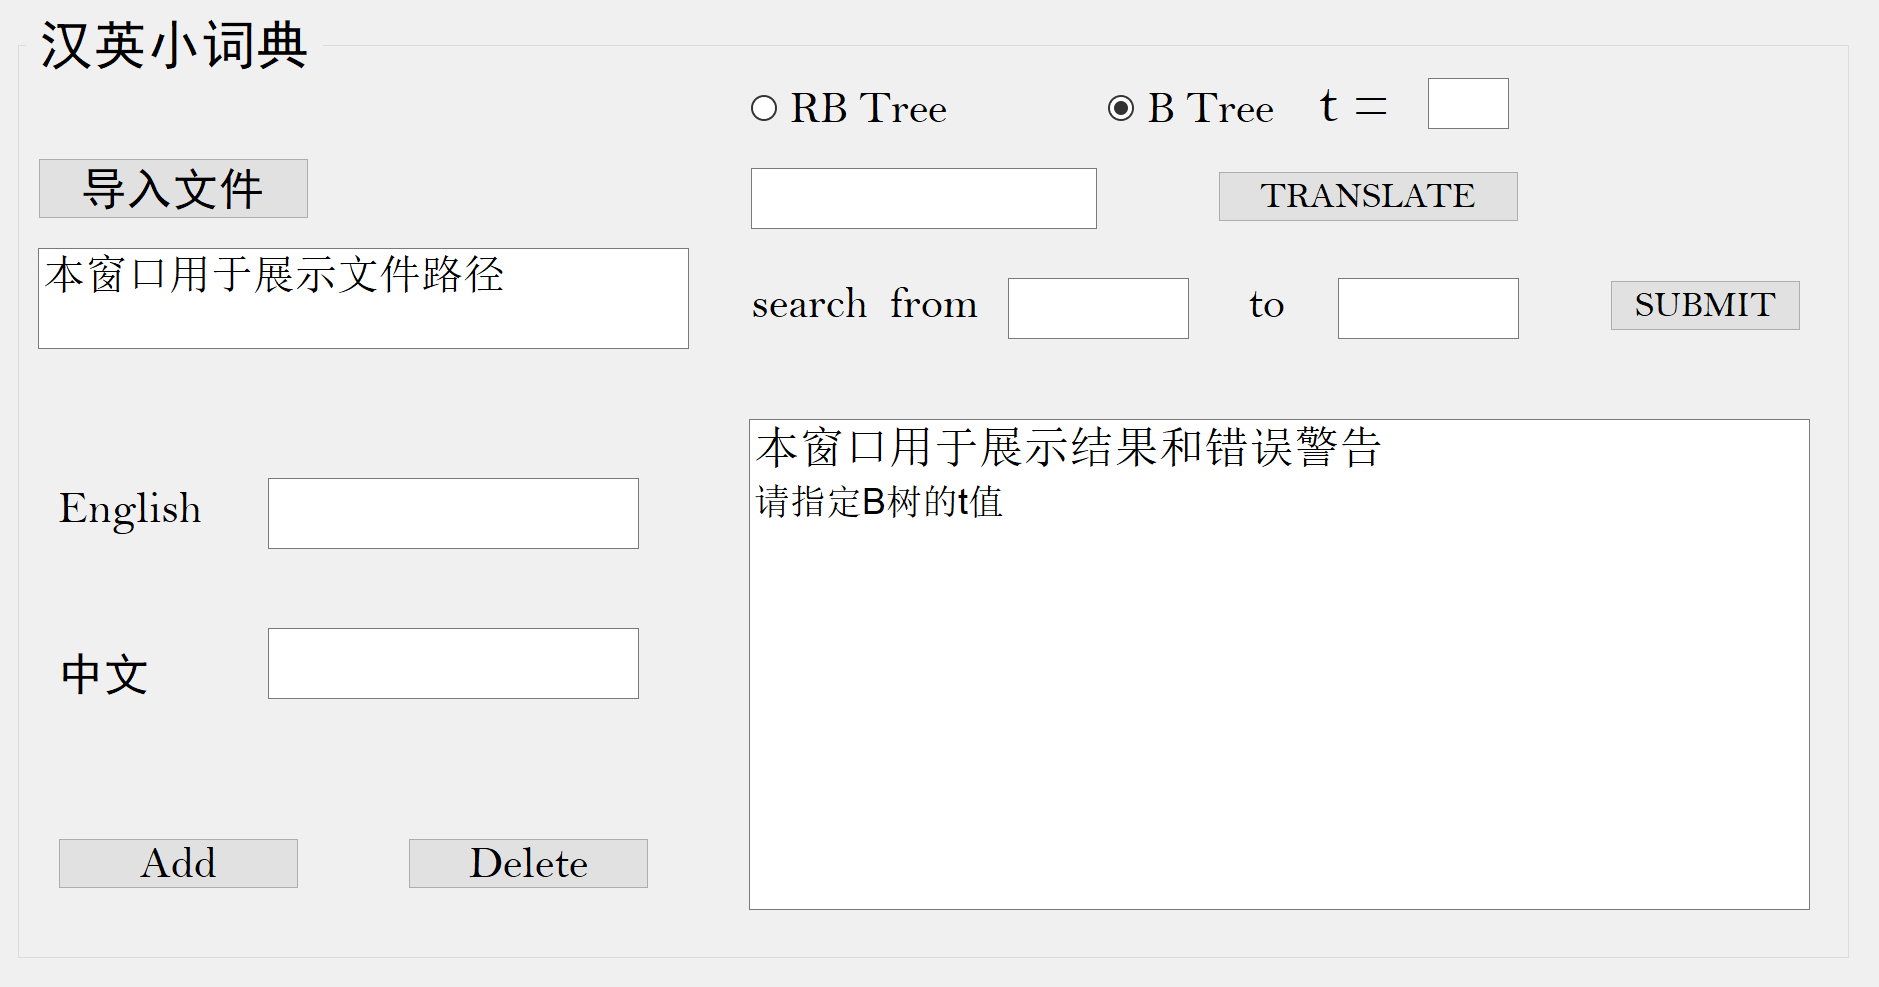 汉英小词典
RB Tree
B Tree
t =
导入文件
TRANSLATE
本窗口用于展示文件路径
search from
to
SUBMIT
本窗口用于展示结果和错误警告
请指定B树的t值
English
中文
Add
Delete